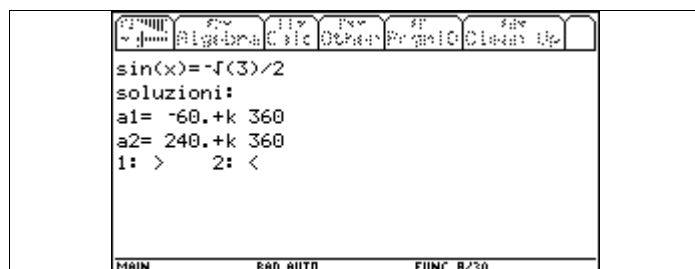 Algebra Calc Other PrgmIO Clean Up
sin(x)=-√(3)/2
soluzioni:
a1= -60.+k 360
a2= 240.+k 360
1: > 2: <
MAIN RAD AUTO FUNC 8/30